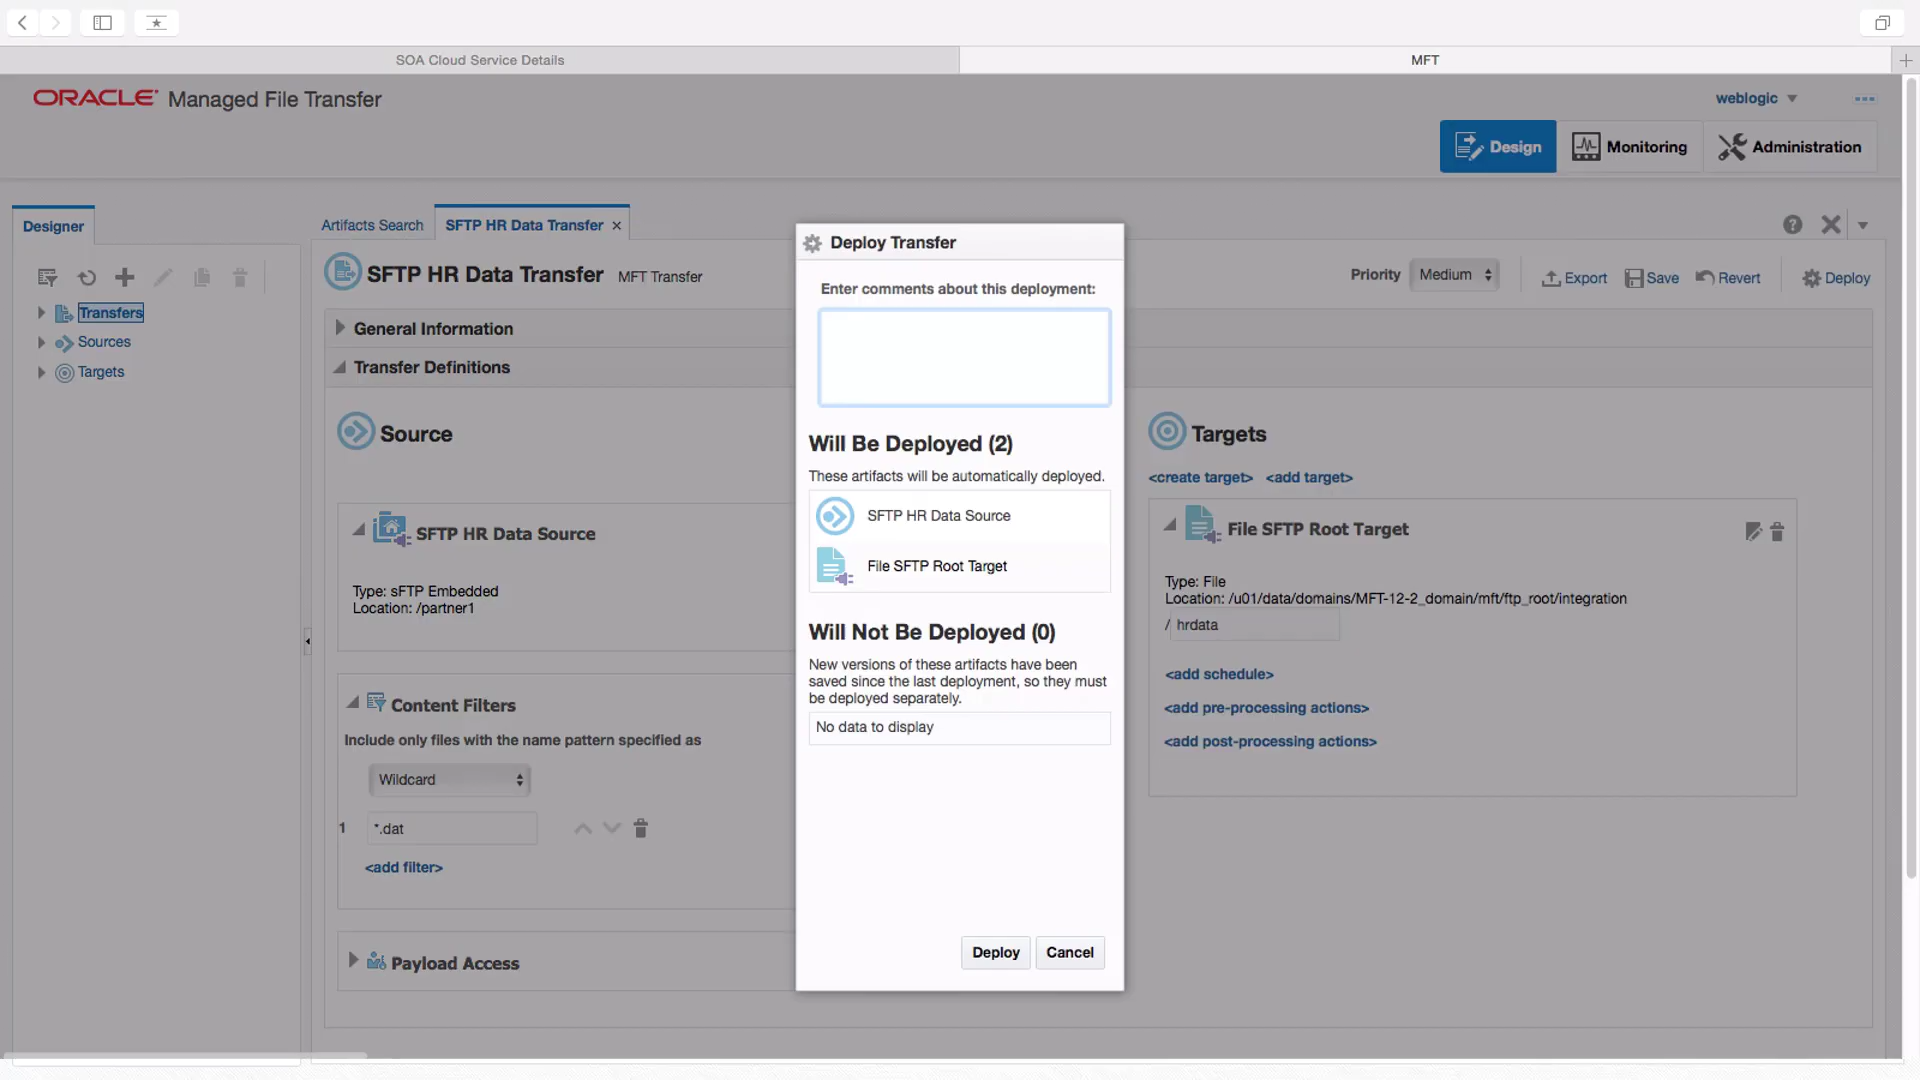 SOA Cloud Service Details
MFT
ORACLE Managed File Transfer
weblogic
Design
Monitoring
Administration
Designer
Transfers
Sources
Targets
Artifacts Search
SFTP HR Data Transfer
SFTP HR Data Transfer MFT Transfer
Priority Medium
Export
Save
Revert
Deploy
General Information
Transfer Definitions
Source
SFTP HR Data Source
Type: sFTP Embedded
Location: /partner1
Content Filters
Include only files with the name pattern specified as
Wildcard
1 *.dat
<add filter>
Payload Access
Deploy Transfer
Enter comments about this deployment:
Will Be Deployed (2)
These artifacts will be automatically deployed.
SFTP HR Data Source
File SFTP Root Target
Will Not Be Deployed (0)
New versions of these artifacts have been
saved since the last deployment, so they must
be deployed separately.
No data to display
Deploy
Cancel
Targets
<create target> <add target>
File SFTP Root Target
Type: File
Location: /u01/data/domains/MFT-12-2_domain/mft/ftp_root/integration
/ hrdata
<add schedule>
<add pre-processing actions>
<add post-processing actions>